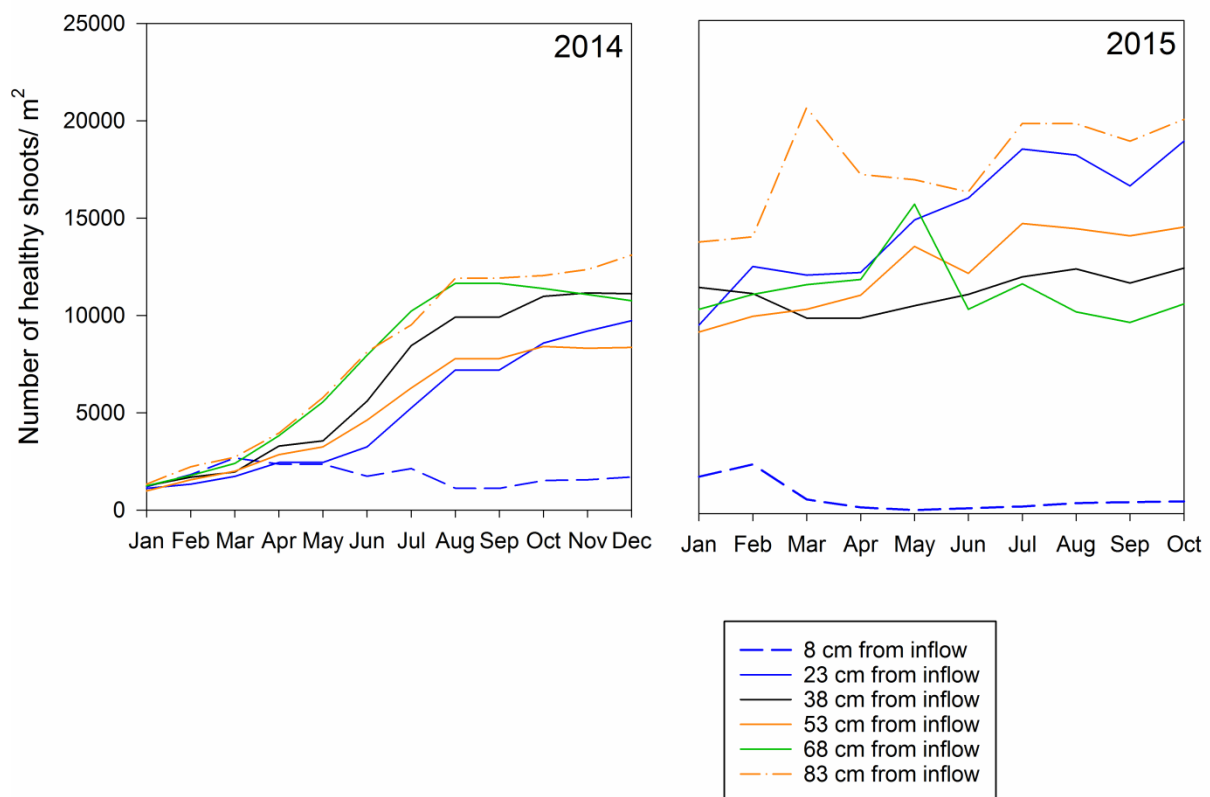 25000
20000
15000
10000
5000
0
Number of healthy shoots/ m²
2014
2015
Jan Feb Mar Apr May Jun Jul Aug Sep Oct Nov Dec
Jan Feb Mar Apr May Jun Jul Aug Sep Oct
8 cm from inflow
23 cm from inflow
38 cm from inflow
53 cm from inflow
68 cm from inflow
83 cm from inflow